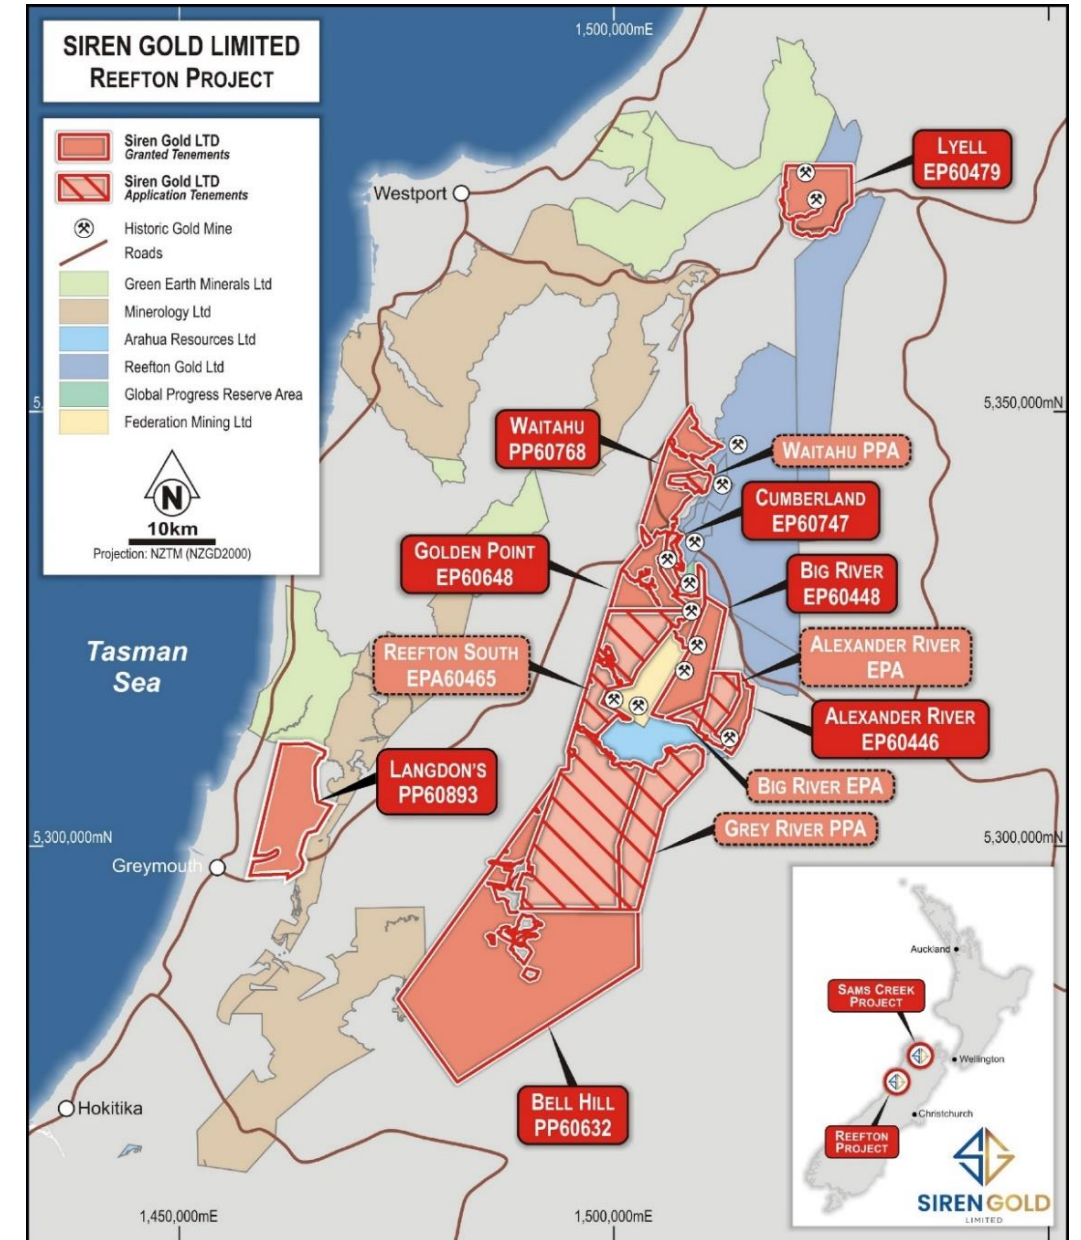 1,500,000mE
SIREN GOLD LIMITED
REEFTON PROJECT
Siren Gold LTD
Granted Tenements
Siren Gold LTD
Application Tenements
Historic Gold Mine
Roads
Green Earth Minerals Ltd
Minerology Ltd
Arahua Resources Ltd
Reefton Gold Ltd
Global Progress Reserve Area
Federation Mining Ltd
N
10km
Projection: NZTM (NZGD2000)
Westport
LYELL
EP60479
5,350,000mN
WAITAHU
PP60768
WAITAHU PPA
CUMBERLAND
EP60747
GOLDEN POINT
EP60648
BIG RIVER
EP60448
Tasman
Sea
REEFTON SOUTH
EPA60465
ALEXANDER RIVER
EPA
ALEXANDER RIVER
EP60446
LANGDON'S
PP60893
BIG RIVER EPA
GREY RIVER PPA
5,300,000mN
5,300,000mN
Greymouth
BELL HILL
PP60632
Hokitika
Auckland
SAMS CREEK
PROJECT
Wellington
Christchurch
REEFTON
PROJECT
SIREN GOLD
LIMITED
1,450,000mE
1,500,000mE